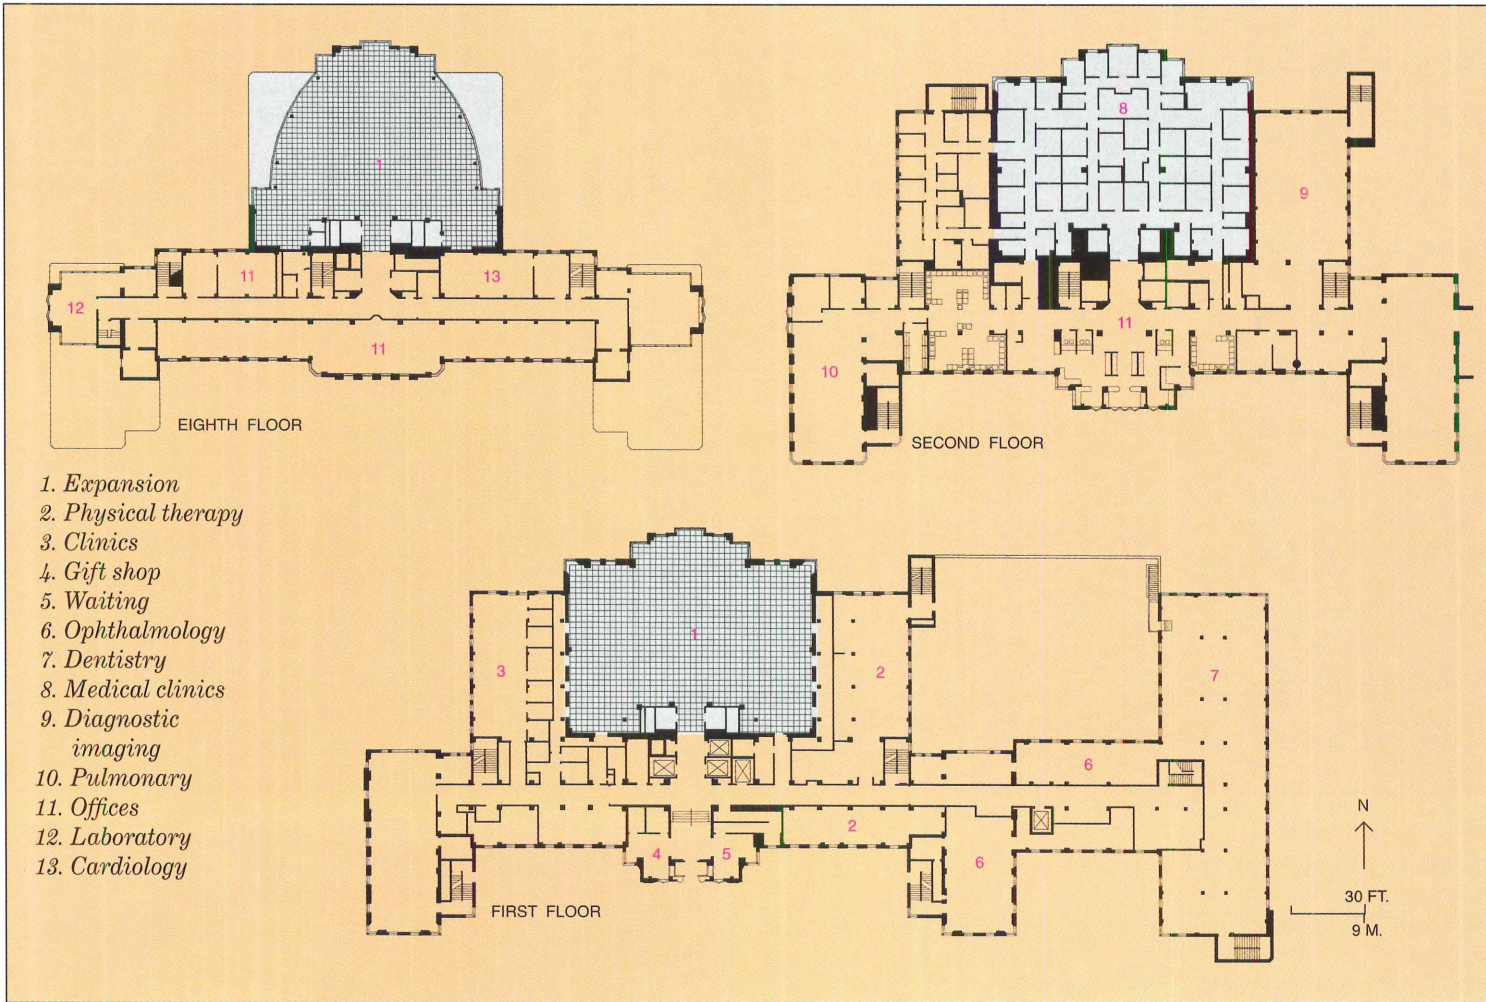 1
8
9
11
13
12
11
11
10
EIGHTH FLOOR
SECOND FLOOR
1. Expansion
2. Physical therapy
3. Clinics
4. Gift shop
5. Waiting
6. Ophthalmology
7. Dentistry
8. Medical clinics
9. Diagnostic
imaging
10. Pulmonary
11. Offices
12. Laboratory
13. Cardiology
1
3
2
7
6
2
4
5
6
FIRST FLOOR
N
30 FT.
9 M.